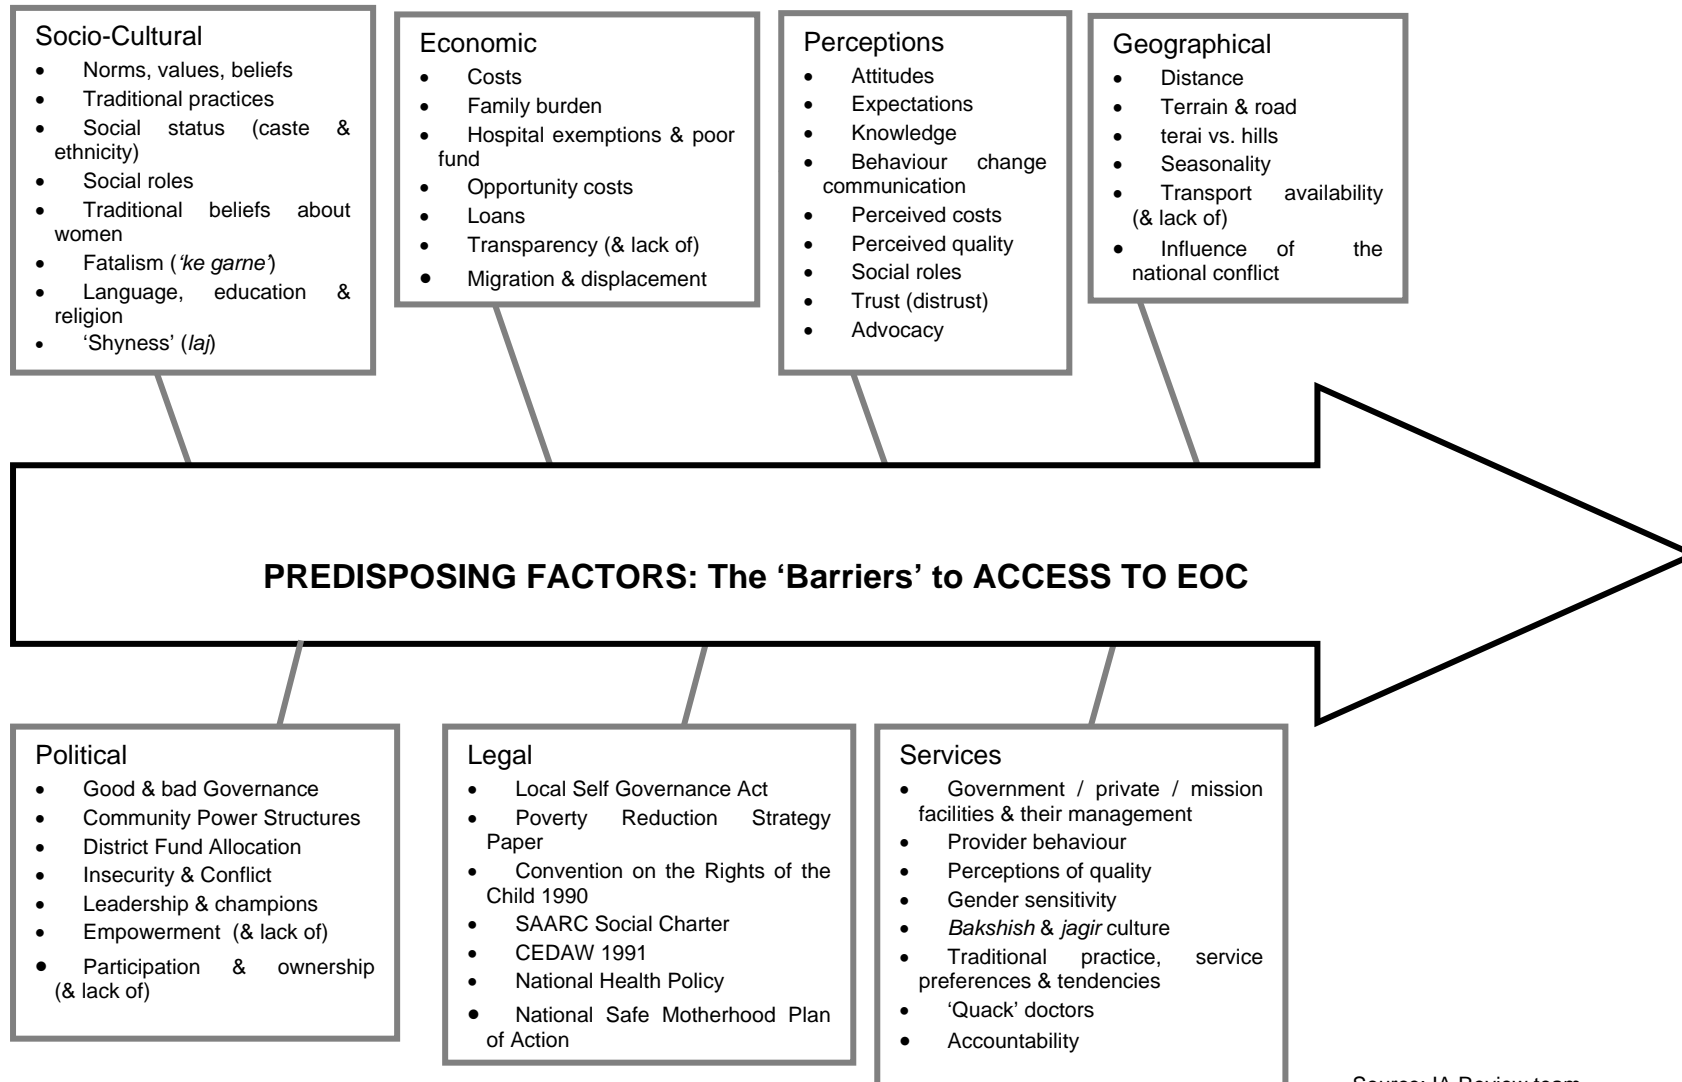 Socio-Cultural
• Norms, values, beliefs
• Traditional practices
• Social status (caste &
ethnicity)
• Social roles
• Traditional beliefs about
women
• Fatalism (‘ke garne’)
• Language, education &
religion
• ‘Shyness’ (laj)
Economic
• Costs
• Family burden
• Hospital exemptions & poor
fund
• Opportunity costs
• Loans
• Transparency (& lack of)
• Migration & displacement
Perceptions
• Attitudes
• Expectations
• Knowledge
• Behaviour change
communication
• Perceived costs
• Perceived quality
• Social roles
• Trust (distrust)
• Advocacy
Geographical
• Distance
• Terrain & road
• terai vs. hills
• Seasonality
• Transport availability
(& lack of)
• Influence of the
national conflict
PREDISPOSING FACTORS: The ‘Barriers’ to ACCESS TO EOC
Political
• Good & bad Governance
• Community Power Structures
• District Fund Allocation
• Insecurity & Conflict
• Leadership & champions
• Empowerment (& lack of)
• Participation & ownership
(& lack of)
Legal
• Local Self Governance Act
• Poverty Reduction Strategy
Paper
• Convention on the Rights of the
Child 1990
• SAARC Social Charter
• CEDAW 1991
• National Health Policy
• National Safe Motherhood Plan
of Action
Services
• Government / private / mission
facilities & their management
• Provider behaviour
• Perceptions of quality
• Gender sensitivity
• Bakshish & jagir culture
• Traditional practice, service
preferences & tendencies
• ‘Quack’ doctors
• Accountability
Source: IA Review team